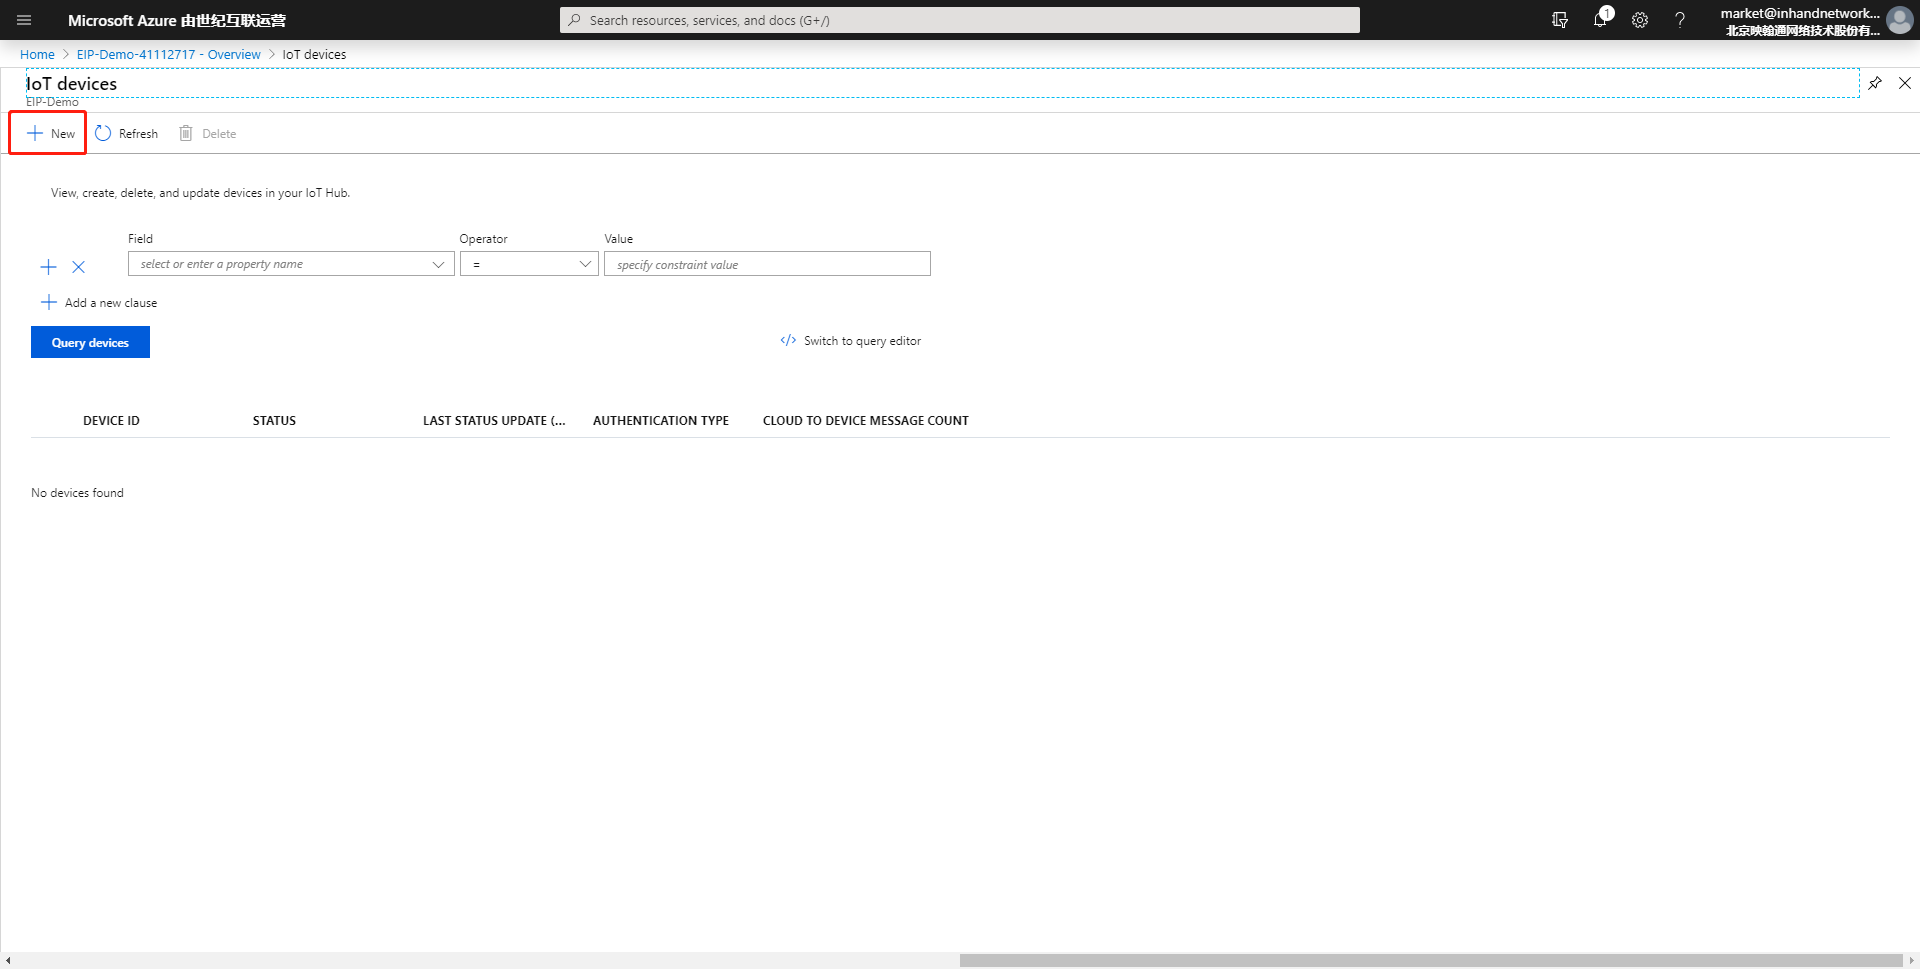 Microsoft Azure 由世纪互联运营
Search resources, services, and docs (G+/)
1
market@inhandnetwork...
北京映翰通网络技术股份有...
Home > EIP-Demo-41112717 - Overview > IoT devices
IoT devices
EIP-Demo
New Refresh Delete
View, create, delete, and update devices in your IoT Hub.
Field Operator Value
select or enter a property name = specify constraint value
Add a new clause
Query devices
</> Switch to query editor
DEVICE ID STATUS LAST STATUS UPDATE (... AUTHENTICATION TYPE CLOUD TO DEVICE MESSAGE COUNT
No devices found